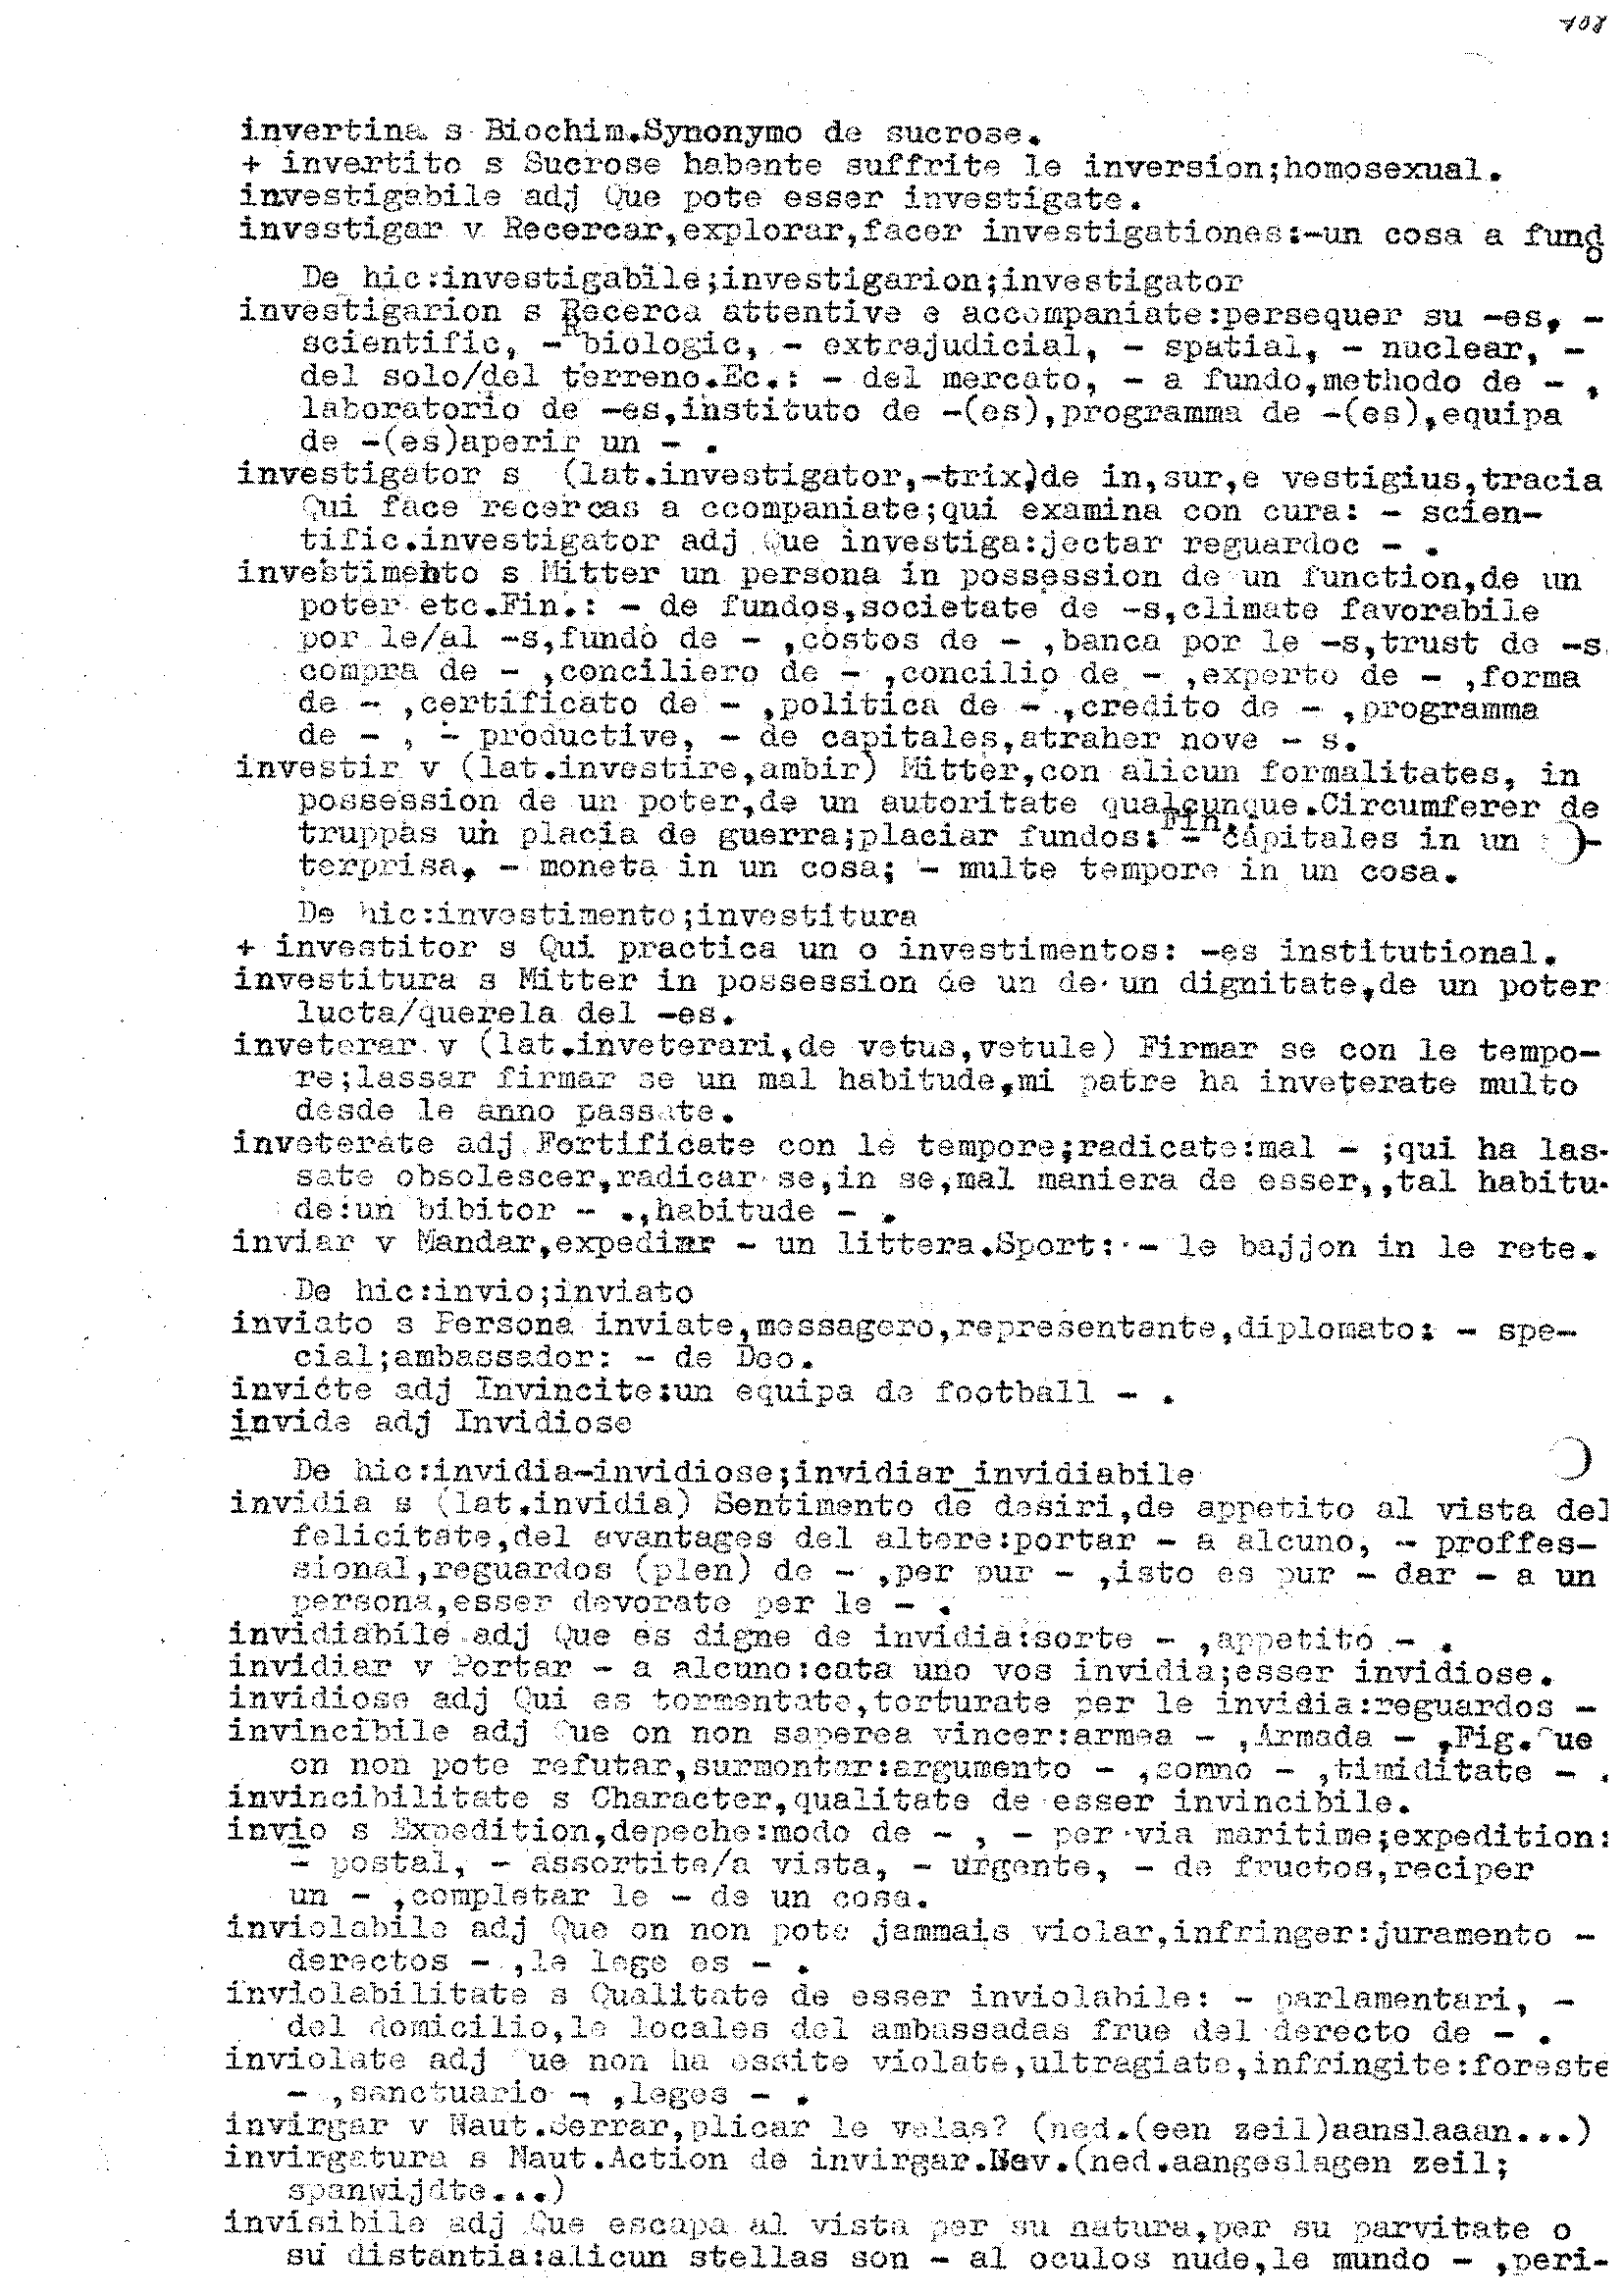 708
invertina s Biochim.Synonymo de sucrose.
+ invertito s Sucrose habente suffrite le inversion;homosexual.
investigabile adj Que pote esser investigate.
investigar v Recercar,explorar,facer investigationes:-un cosa a fundo
De hic:investigabile;investigarion;investigator
investigarion s Recerca attentive e accompaniate:persequer su -es, -
scientific, - biologic, - extrajudicial, - spatial, - nuclear, -
del solo/del terreno.Ec.: - del mercato, - a fundo,methodo de - ,
laboratorio de -es,instituto de -(es),programma de -(es),equipa
de -(es)aperir un - .
investigator s (lat.investigator,-trix,)de in,sur,e vestigius,tracia
Qui face recercas a ccompaniate;qui examina con cura: - scien-
tific.investigator adj Que investiga:jectar reguardoc - .
investimento s Mitter un persona in possession de un function,de un
poter etc.Fin.: - de fundos,societate de -s,climate favorabile
por le/al -s,fundo de - ,costos de - ,banca por le -s,trust de -s
compra de - ,conciliero de - ,concilio de - ,experto de - ,forma
de - ,certificato de - ,politica de - ,credito de - ,programma
de - , - productive, - de capitales,atraher nove - s.
investir v (lat.investire,ambir) Mitter,con alicun formalitates, in
possession de un poter,de un autoritate qualcunque.Circumferer de
truppas un placia de guerra;placiar fundos:Fin. - capitales in un )-
terprisa, - moneta in un cosa; - multe tempore in un cosa.
De hic:investimento;investitura
+ investitor s Qui practica un o investimentos: -es institutional.
investitura s Mitter in possession de un de un dignitate,de un poter
lucta/querela del -es.
inveterar v (lat.inveterari,de vetus,vetule) Firmar se con le tempo-
re;lassar firmar se un mal habitude,mi patre ha inveterate multo
desde le anno passate.
inveterate adj Fortificate con le tempore;radicate:mal - ;qui ha las-
sate obsolescer,radicar se,in se,mal maniera de esser,,tal habitu-
de:un bibitor - .,habitude - .
inviar v Mandar,expedir - un littera.Sport: - le bajjon in le rete.
De hic:invio;inviato
inviato s Persona inviate,messagero,representante,diplomato: - spe-
cial;ambassador: - de Deo.
invicte adj Invincite:un equipa de football - .
invide adj Invidiose
De hic:invidia-invidiose;invidiar_invidiabile
invidia s (lat.invidia) Sentimento de desiri,de appetito al vista del
felicitate,del avantages del altere:portar - a alcuno, - proffes-
sional,reguardos (plen) de - ,per pur - ,isto es pur - dar - a un
persona,esser devorate per le - .
invidiabile adj Que es digne de invidia:sorte - ,appetito - .
invidiar v Portar - a alcuno:cata uno vos invidia;esser invidiose.
invidiose adj Qui es tormentate,torturate per le invidia:reguardos -
invincibile adj Que on non saperea vincer:armea - ,Armada - ,Fig.Que
on non pote refutar,surmontar:argumento - ,somno - ,timiditate - .
invincibilitate s Character,qualitate de esser invincibile.
invio s Expedition,depeche:modo de - , - per via maritime;expedition:
- postal, - assortite/a vista, - urgente, - de fructos,reciper
un - ,completar le - de un cosa.
inviolabile adj Que on non pote jammais violar,infringer:juramento -
derectos - ,le lege es - .
inviolabilitate s Qualitate de esser inviolabile: - parlamentari, -
del domicilio,le locales del ambassadas frue del derecto de - .
inviolate adj Que non ha essite violate,ultragiate,infringite:foreste
- ,sanctuario - ,leges - .
invirgar v Naut.Serrar,plicar le velas? (ned.(een zeil)aanslaaan...)
invirgatura s Naut.Action de invirgar.Nav.(ned.aangeslagen zeil;
spanwijdte...)
invisibile adj Que escapa al vista per su natura,per su parvitate o
su distantia:alicun stellas son - al oculos nude,le mundo - ,peri-